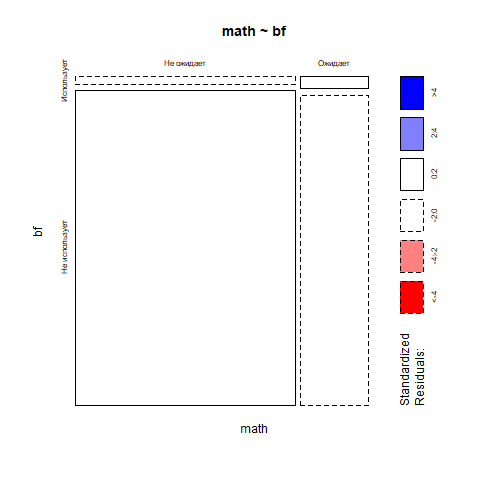 math ~ bf
Не ожидает
Ожидает
Использует
Не использует
bf
math
>4
2:4
0:2
-2:0
-4:-2
<-4
Standardized
Residuals: